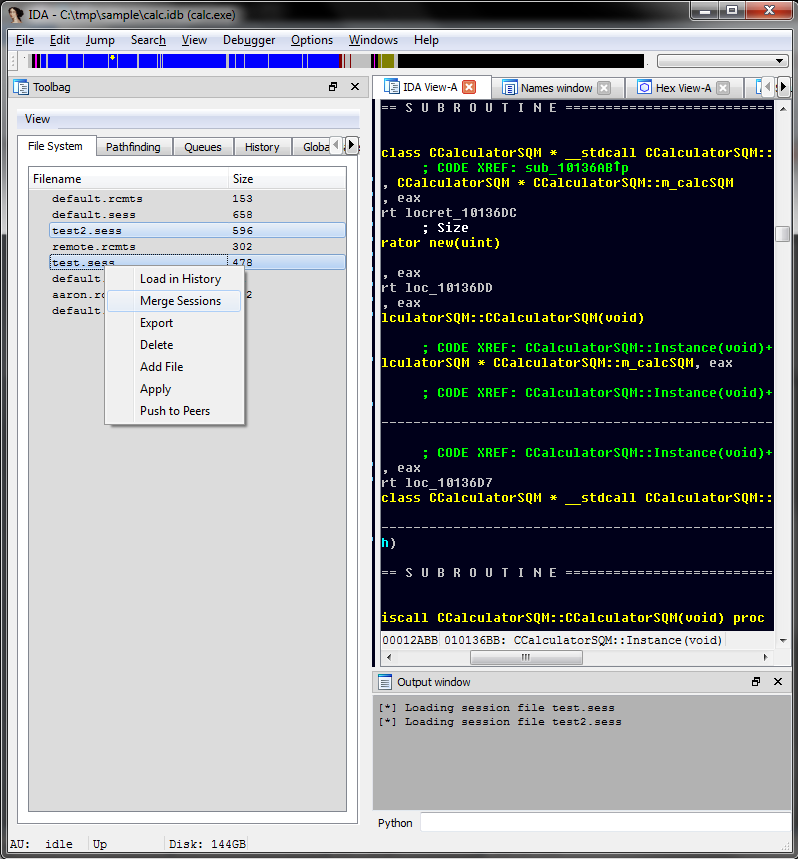 IDA - C:\tmp\sample\calc.idb (calc.exe)
File Edit Jump Search View Debugger Options Windows Help
Toolbag
View
File System Pathfinding Queues History Globa
Filename Size
default.rcmts 153
default.sess 658
test2.sess 596
remote.rcmts 302
test.sess 478
default.
aaron.rc 2
default.
Load in History
Merge Sessions
Export
Delete
Add File
Apply
Push to Peers
IDA View-A Names window Hex View-A
== S U B R O U T I N E ==========================
class CCalculatorSQM * __stdcall CCalculatorSQM::
; CODE XREF: sub_10136AB↑p
, CCalculatorSQM * CCalculatorSQM::m_calcSQM
, eax
rt locret_10136DC
; Size
rator new(uint)
, eax
rt loc_10136DD
, eax
lculatorSQM::CCalculatorSQM(void)
; CODE XREF: CCalculatorSQM::Instance(void)+
lculatorSQM * CCalculatorSQM::m_calcSQM, eax
; CODE XREF: CCalculatorSQM::Instance(void)+
; CODE XREF: CCalculatorSQM::Instance(void)+
, eax
rt loc_10136D7
class CCalculatorSQM * __stdcall CCalculatorSQM::
h)
== S U B R O U T I N E ==========================
iscall CCalculatorSQM::CCalculatorSQM(void) proc
00012ABB 010136BB: CCalculatorSQM::Instance(void)
Output window
[*] Loading session file test.sess
[*] Loading session file test2.sess
Python
AU: idle Up Disk: 144GB